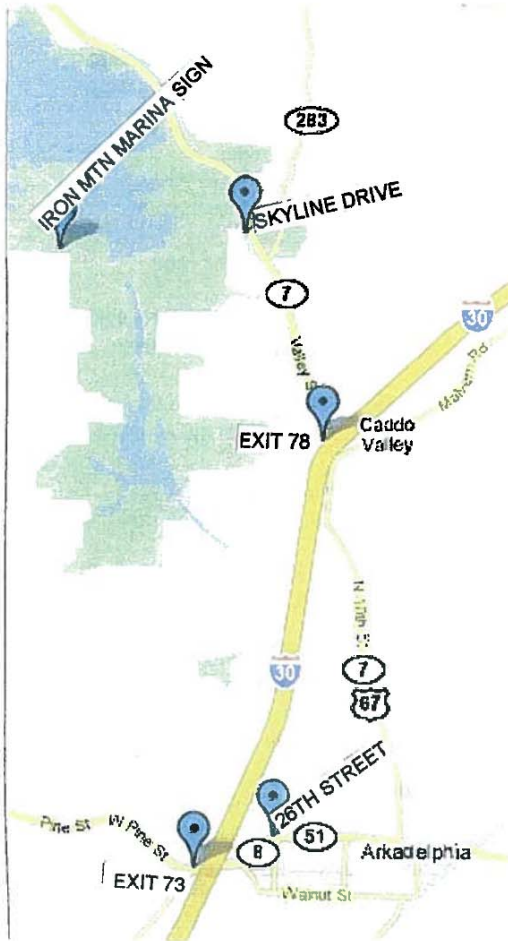 IRON MTN MARINA SIGN
283
SKYLINE DRIVE
7
30
Valley S
Malvern Rd
EXIT 78
Caddo
Valley
N 10th St
7
67
30
26TH STREET
Pine St
W Pine St
8
51
Arkadelphia
EXIT 73
Walnut St